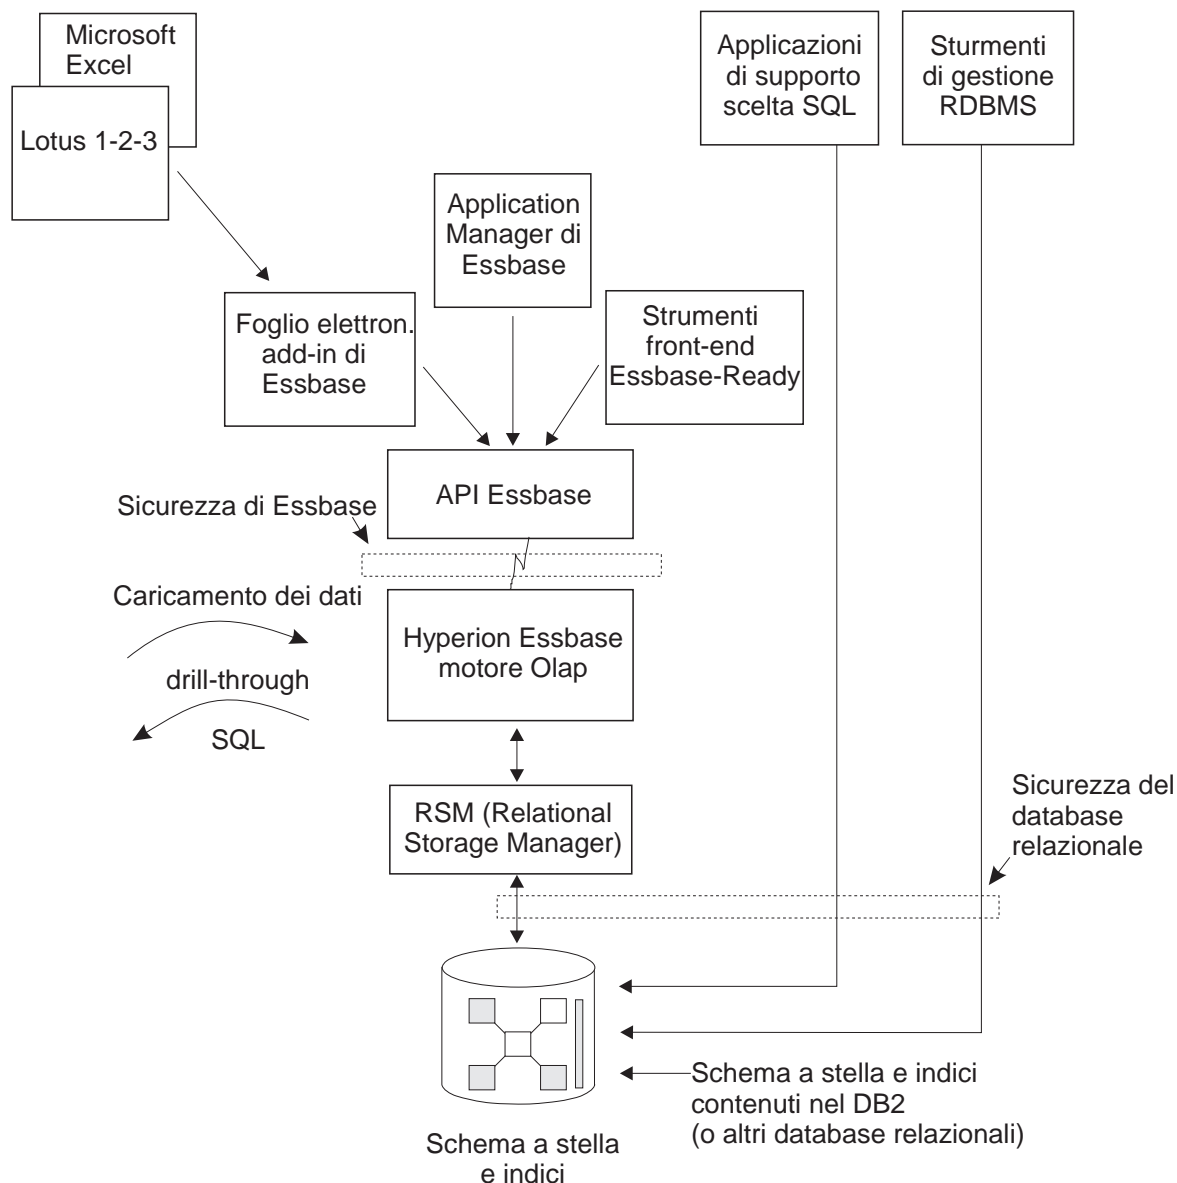 Microsoft
Excel
Lotus 1-2-3
Applicazioni
di supporto
scelta SQL
Sturmenti
di gestione
RDBMS
Application
Manager di
Essbase
Foglio elettron.
add-in di
Essbase
Strumenti
front-end
Essbase-Ready
API Essbase
Sicurezza di Essbase
Caricamento dei dati
Hyperion Essbase
motore Olap
drill-through
SQL
RSM (Relational
Storage Manager)
Sicurezza del
database
relazionale
Schema a stella e indici
contenuti nel DB2
(o altri database relazionali)
Schema a stella
e indici